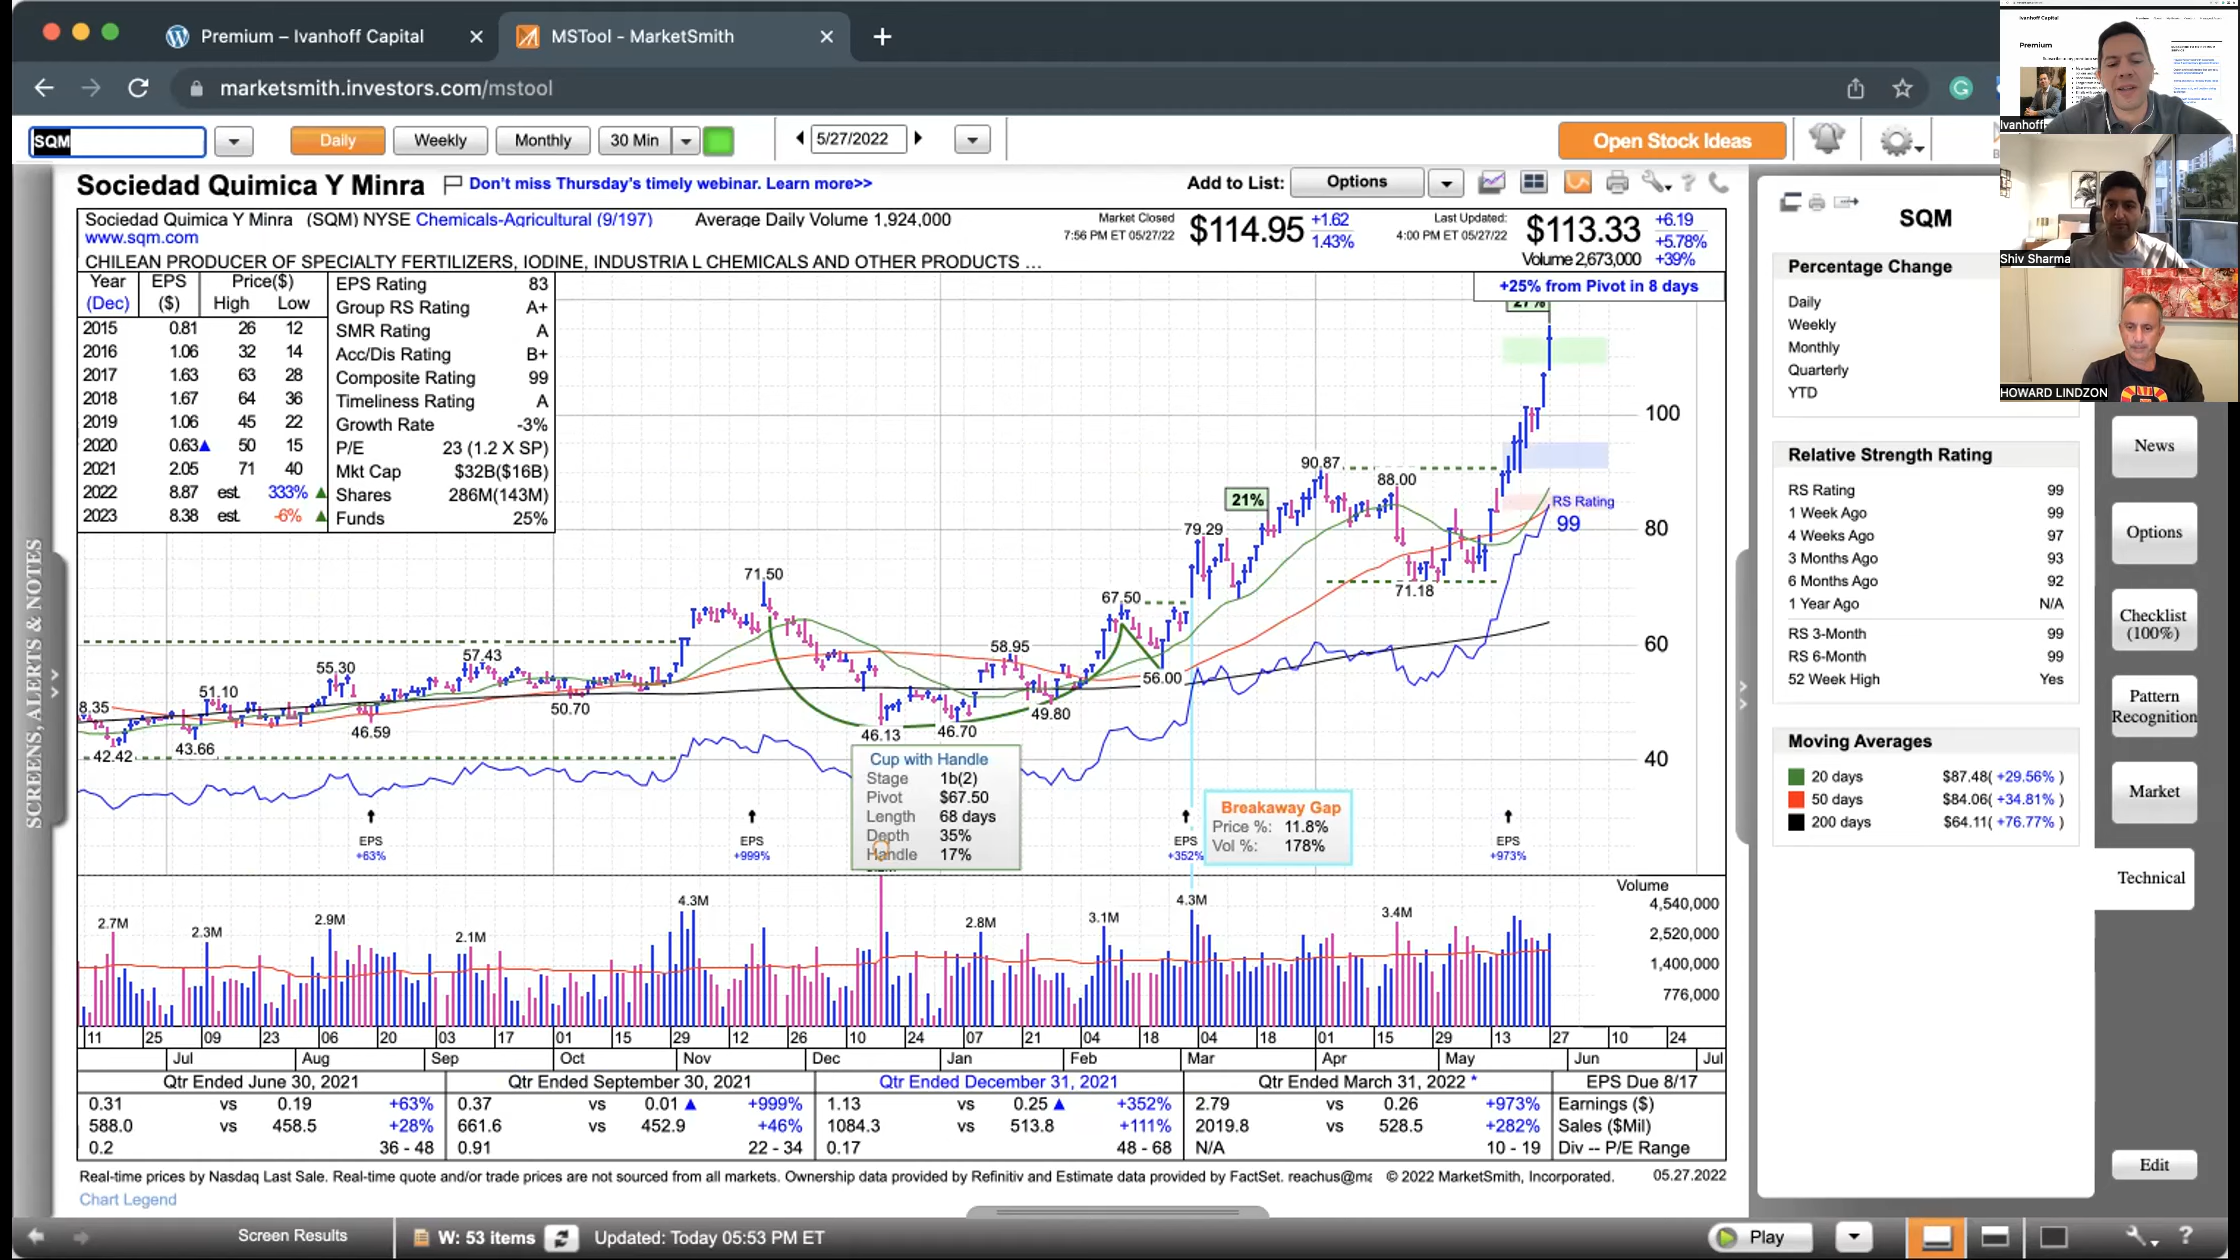 Premium – Ivanhoff Capital
MSTool - MarketSmith
marketsmith.investors.com/mstool
SQM
Daily
Weekly
Monthly
30 Min
5/27/2022
Open Stock Ideas
Sociedad Quimica Y Minra
Don't miss Thursday's timely webinar. Learn more>>
Add to List:
Options
Sociedad Quimica Y Minra (SQM) NYSE Chemicals-Agricultural (9/197) Average Daily Volume 1,924,000
www.sqm.com
Market Closed
7:56 PM ET 05/27/22
$114.95
+1.62
1.43%
Last Updated:
4:00 PM ET 05/27/22
$113.33
+6.19
+5.78%
Volume 2,673,000 +39%
CHILEAN PRODUCER OF SPECIALTY FERTILIZERS, IODINE, INDUSTRIA L CHEMICALS AND OTHER PRODUCTS ...
Year EPS Price($)
(Dec) ($) High Low
2015 0.81 26 12
2016 1.06 32 14
2017 1.63 63 28
2018 1.67 64 36
2019 1.06 45 22
2020 0.63▲ 50 15
2021 2.05 71 40
2022 8.87 est. 333% ▲
2023 8.38 est. -6% ▲
EPS Rating 83
Group RS Rating A+
SMR Rating A
Acc/Dis Rating B+
Composite Rating 99
Timeliness Rating A
Growth Rate -3%
P/E 23 (1.2 X SP)
Mkt Cap $32B($16B)
Shares 286M(143M)
Funds 25%
+25% from Pivot in 8 days
27%
100
90.87
88.00
21%
RS Rating
99
80
79.29
71.50
71.18
67.50
60
58.95
57.43
55.30
56.00
51.10
50.70
49.80
8.35
46.59
46.13
46.70
43.66
42.42
40
Cup with Handle
Stage 1b(2)
Pivot $67.50
Length 68 days
Depth 35%
Handle 17%
Breakaway Gap
Price %: 11.8%
Vol %: 178%
EPS
+63%
EPS
+999%
EPS
+352%
EPS
+973%
Volume
4,540,000
2,520,000
1,400,000
776,000
2.7M
2.3M
2.9M
2.1M
4.3M
2.8M
3.1M
4.3M
3.4M
11 25 09 23 06 20 03 17 01 15 29 12 26 10 24 07 21 04 18 04 18 01 15 29 13 27 10 24
Jul Aug Sep Oct Nov Dec Jan Feb Mar Apr May Jun Jul
Qtr Ended June 30, 2021 Qtr Ended September 30, 2021 Qtr Ended December 31, 2021 Qtr Ended March 31, 2022 * EPS Due 8/17
0.31 vs 0.19 +63% 0.37 vs 0.01 ▲ +999% 1.13 vs 0.25 ▲ +352% 2.79 vs 0.26 +973% Earnings ($)
588.0 vs 458.5 +28% 661.6 vs 452.9 +46% 1084.3 vs 513.8 +111% 2019.8 vs 528.5 +282% Sales ($Mil)
0.2 36 - 48 0.91 22 - 34 0.17 48 - 68 N/A 10 - 19 Div -- P/E Range
Real-time prices by Nasdaq Last Sale. Real-time quote and/or trade prices are not sourced from all markets. Ownership data provided by Refinitiv and Estimate data provided by FactSet. reachus@ma © 2022 MarketSmith, Incorporated. 05.27.2022
Chart Legend
SCREENS, ALERTS & NOTES
Screen Results
W: 53 items
Updated: Today 05:53 PM ET
Play
SQM
Percentage Change
Daily
Weekly
Monthly
Quarterly
YTD
Relative Strength Rating
RS Rating 99
1 Week Ago 99
4 Weeks Ago 97
3 Months Ago 93
6 Months Ago 92
1 Year Ago N/A
RS 3-Month 99
RS 6-Month 99
52 Week High Yes
Moving Averages
20 days $87.48( +29.56% )
50 days $84.06( +34.81% )
200 days $64.11( +76.77% )
News
Options
Checklist
(100%)
Pattern
Recognition
Market
Technical
Edit
Ivanhoff Capital
Premium
Ivanhoff
Shiv Sharma
HOWARD LINDZON